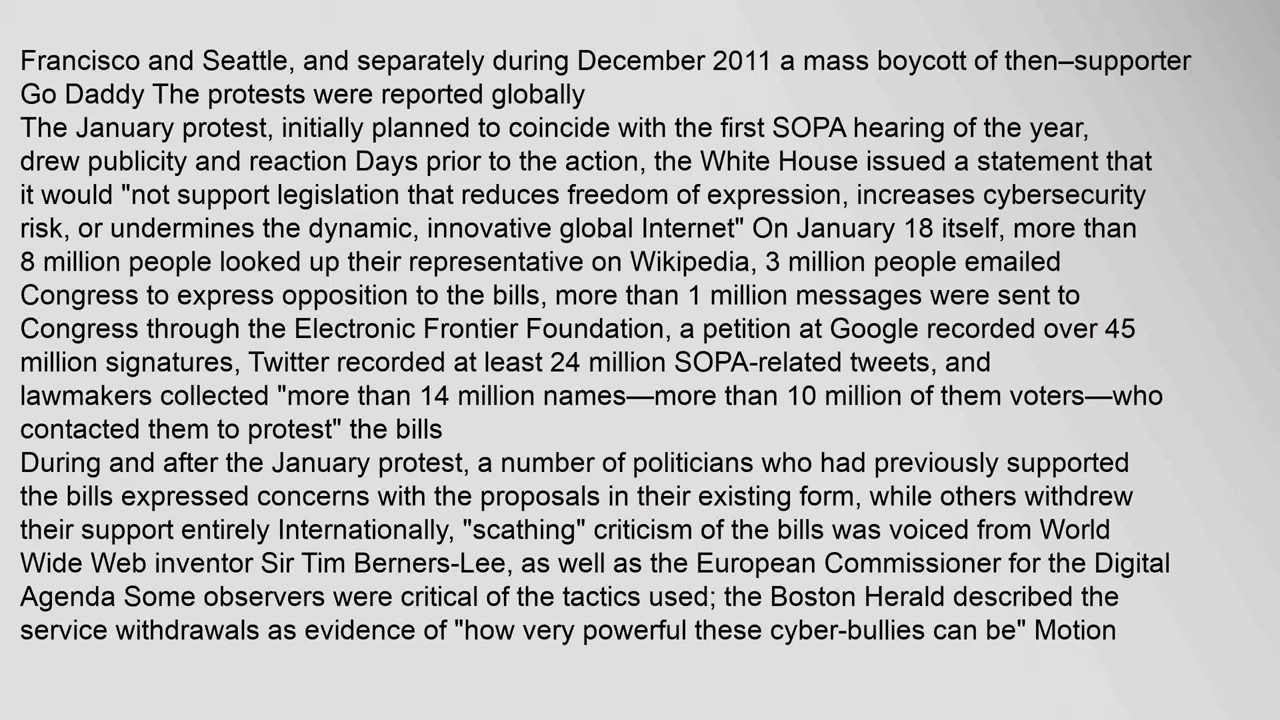 Francisco and Seattle, and separately during December 2011 a mass boycott of then–supporter
Go Daddy The protests were reported globally
The January protest, initially planned to coincide with the first SOPA hearing of the year,
drew publicity and reaction Days prior to the action, the White House issued a statement that
it would "not support legislation that reduces freedom of expression, increases cybersecurity
risk, or undermines the dynamic, innovative global Internet" On January 18 itself, more than
8 million people looked up their representative on Wikipedia, 3 million people emailed
Congress to express opposition to the bills, more than 1 million messages were sent to
Congress through the Electronic Frontier Foundation, a petition at Google recorded over 45
million signatures, Twitter recorded at least 24 million SOPA-related tweets, and
lawmakers collected "more than 14 million names—more than 10 million of them voters—who
contacted them to protest" the bills
During and after the January protest, a number of politicians who had previously supported
the bills expressed concerns with the proposals in their existing form, while others withdrew
their support entirely Internationally, "scathing" criticism of the bills was voiced from World
Wide Web inventor Sir Tim Berners-Lee, as well as the European Commissioner for the Digital
Agenda Some observers were critical of the tactics used; the Boston Herald described the
service withdrawals as evidence of "how very powerful these cyber-bullies can be" Motion